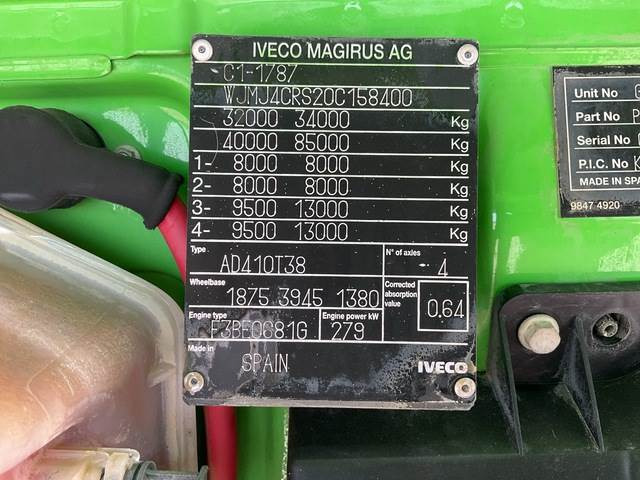 IVECO MAGIRUS AG
C1-1787
WJMJ4CRS20C158400
32000 34000 Kg
40000 85000 Kg
1- 8000 8000 Kg
2- 8000 8000 Kg
3- 9500 13000 Kg
4- 9500 13000 Kg
Type
AD410T38
N° of axles
4
Wheelbase
1875 3945 1380
Corrected absorption value
0.64
Engine type
F3BE0681G
Engine power kW
279
Made in
SPAIN
IVECO
Unit No
Part No P
Serial No
P.I.C. No K
MADE IN SPA
9847 4920